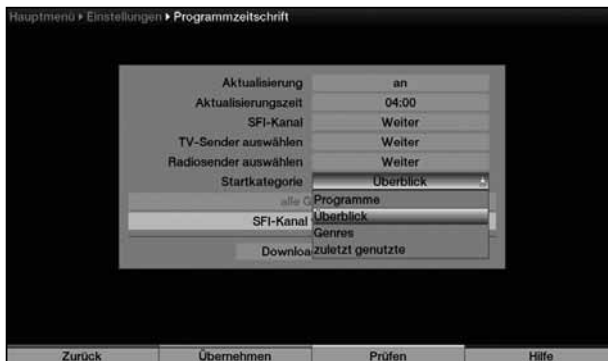 Hauptmenü ▸ Einstellungen ▸ Programmzeitschrift
Aktualisierung an
Aktualisierungszeit 04:00
SFI-Kanal Weiter
TV-Sender auswählen Weiter
Radiosender auswählen Weiter
Startkategorie Überblick
alle G
Programme
SFI-Kanal
Überblick
Genres
Downloa
zuletzt genutzte
Zurück Übernehmen Prüfen Hilfe